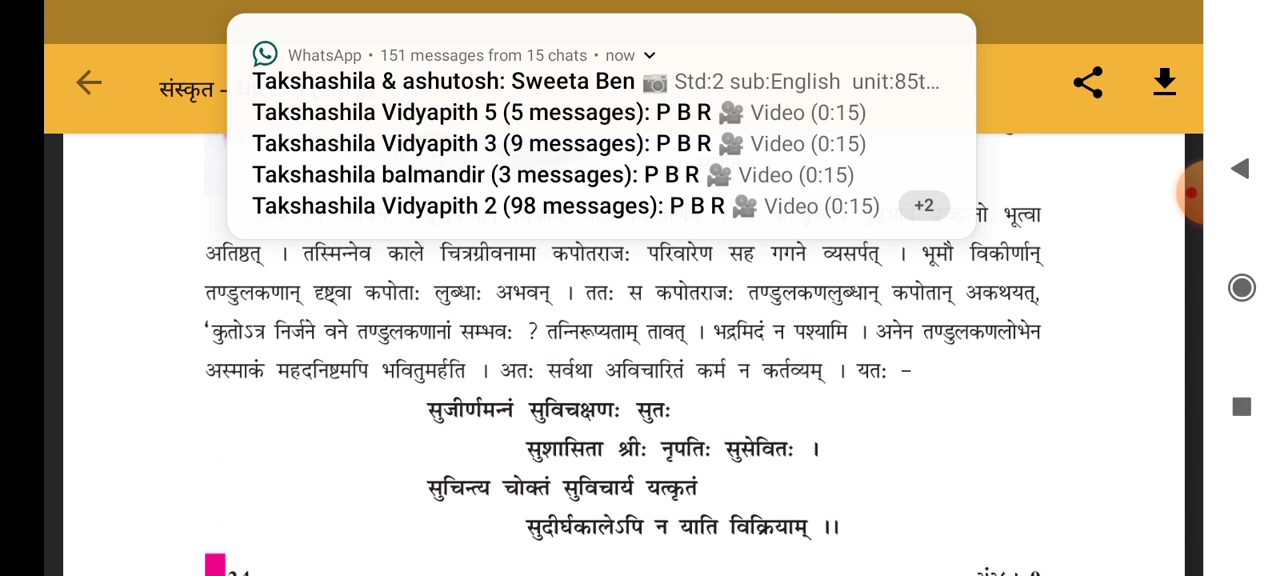 WhatsApp • 151 messages from 15 chats • now
Takshashila & ashutosh: Sweeta Ben 📷 Std:2 sub:English unit:85t...
संस्कृत -
Takshashila Vidyapith 5 (5 messages): P B R 🎥 Video (0:15)
Takshashila Vidyapith 3 (9 messages): P B R 🎥 Video (0:15)
Takshashila balmandir (3 messages): P B R 🎥 Video (0:15)
Takshashila Vidyapith 2 (98 messages): P B R 🎥 Video (0:15) +2
भूत्वा
अतिष्ठत् । तस्मिन्नेव काले चित्रग्रीवनामा कपोतराजः परिवारेण सह गगने व्यसर्पत् । भूमौ विकीर्णान्
तण्डुलकणान् दृष्ट्वा कपोताः लुब्धाः अभवन् । ततः स कपोतराजः तण्डुलकणलुब्धान् कपोतान् अकथयत्,
‘कुतोऽत्र निर्जने वने तण्डुलकणानां सम्भवः ? तन्निरूप्यताम् तावत् । भद्रमिदं न पश्यामि । अनेन तण्डुलकणलोभेन
अस्माकं महदनिष्टमपि भवितुमर्हति । अतः सर्वथा अविचारितं कर्म न कर्तव्यम् । यतः –
सुजीर्णमन्नं सुविचक्षणः सुतः
सुशासिता श्रीः नृपतिः सुसेवितः ।
सुचिन्त्य चोक्तं सुविचार्य यत्कृतं
सुदीर्घकालेऽपि न याति विक्रियाम् ।।